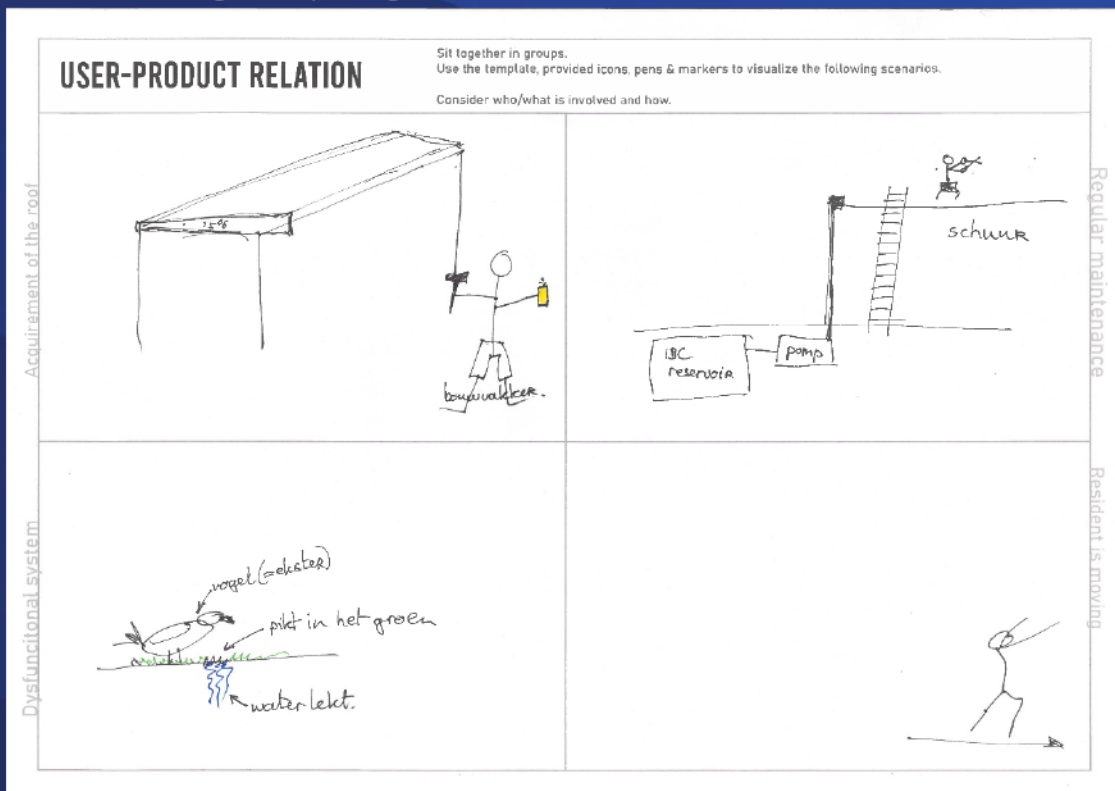 USER-PRODUCT RELATION
Sit together in groups.
Use the template, provided icons, pens & markers to visualize the following scenarios.
Consider who/what is involved and how.
Acquirement of the roof
bouwvakker.
Regular maintenance
schuur
IBC
reservoir
pomp
Dysfuncitonal system
vogel (=ekster)
pikt in het groen
water lekt.
Resident is moving